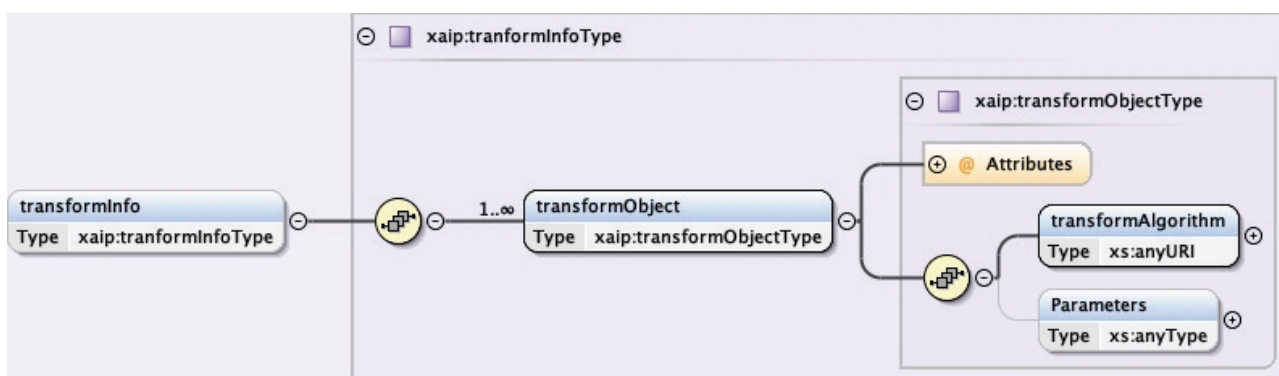 xaip:tranformInfoType
xaip:transformObjectType
@ Attributes
transformInfo
Type xaip:tranformInfoType
1..∞
transformObject
Type xaip:transformObjectType
transformAlgorithm
Type xs:anyURI
Parameters
Type xs:anyType